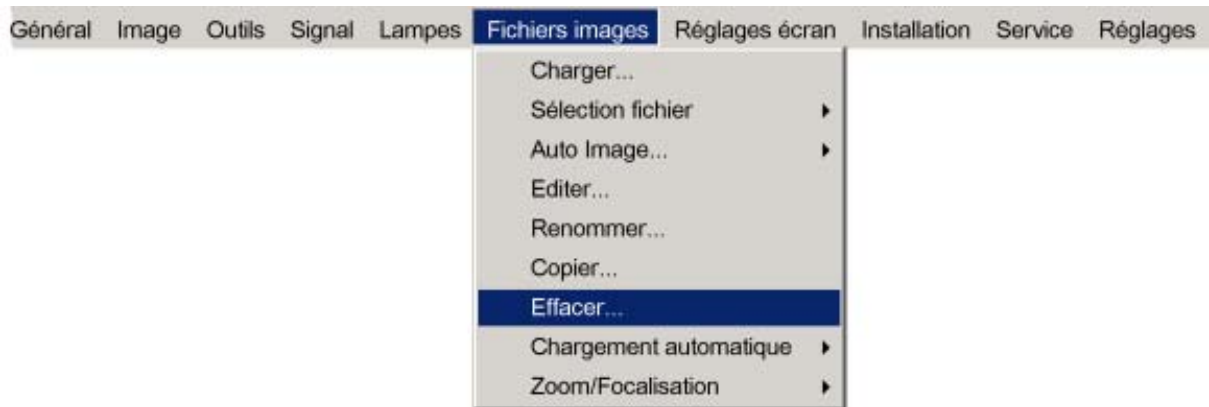 Général Image Outils Signal Lampes Fichiers images Réglages écran Installation Service Réglages
Charger...
Sélection fichier
Auto Image...
Editer...
Renommer...
Copier...
Effacer...
Chargement automatique
Zoom/Focalisation